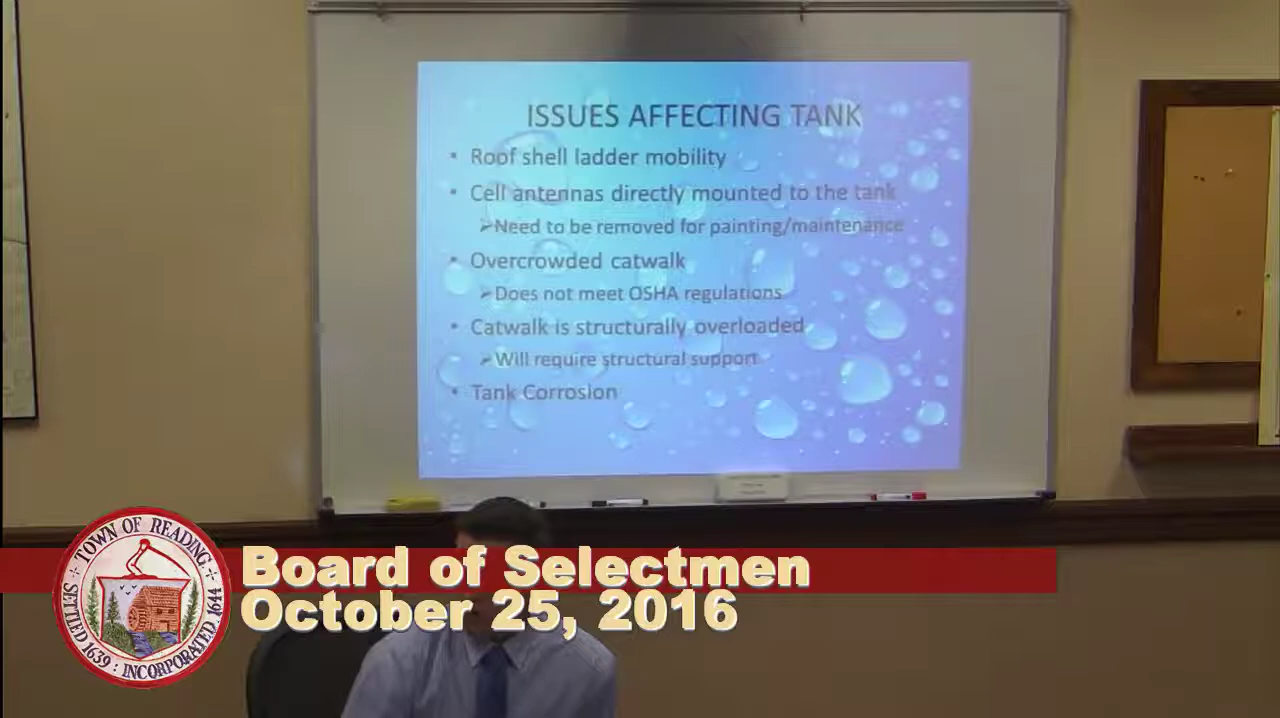 ISSUES AFFECTING TANK
• Roof shell ladder mobility
• Cell antennas directly mounted to the tank
➢Need to be removed for painting/maintenance
• Overcrowded catwalk
➢Does not meet OSHA regulations
• Catwalk is structurally overloaded
➢Will require structural support
• Tank Corrosion
TOWN OF READING
SETTLED 1639 : INCORPORATED 1644
Board of Selectmen
October 25, 2016